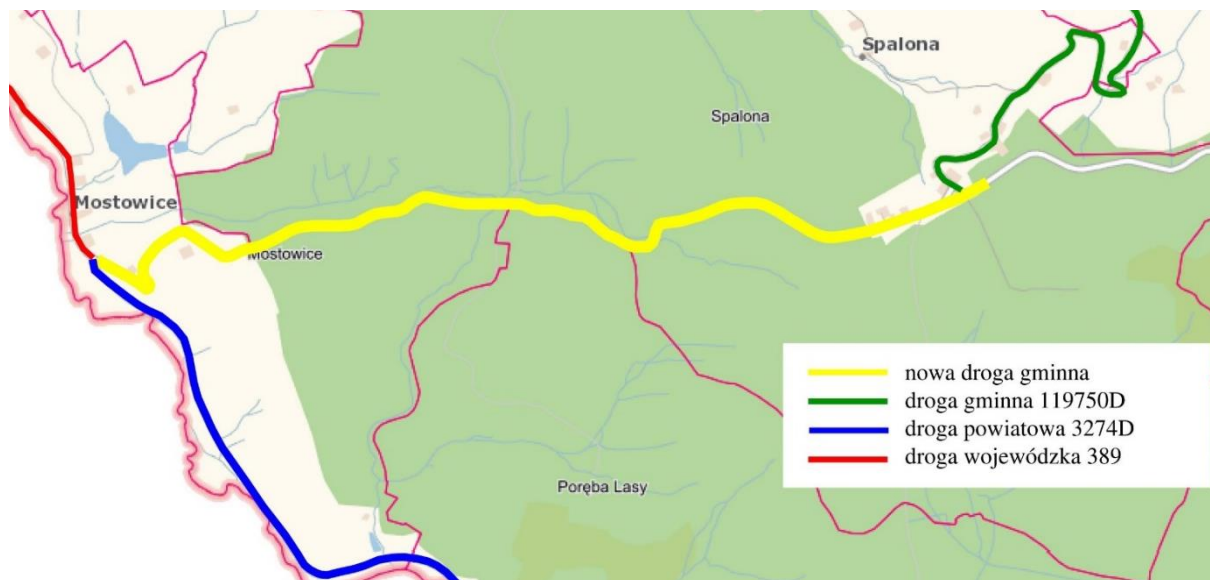 Spalona
Spalona
Mostowice
Mostowice
nowa droga gminna
droga gminna 119750D
droga powiatowa 3274D
droga wojewódzka 389
Poręba Lasy